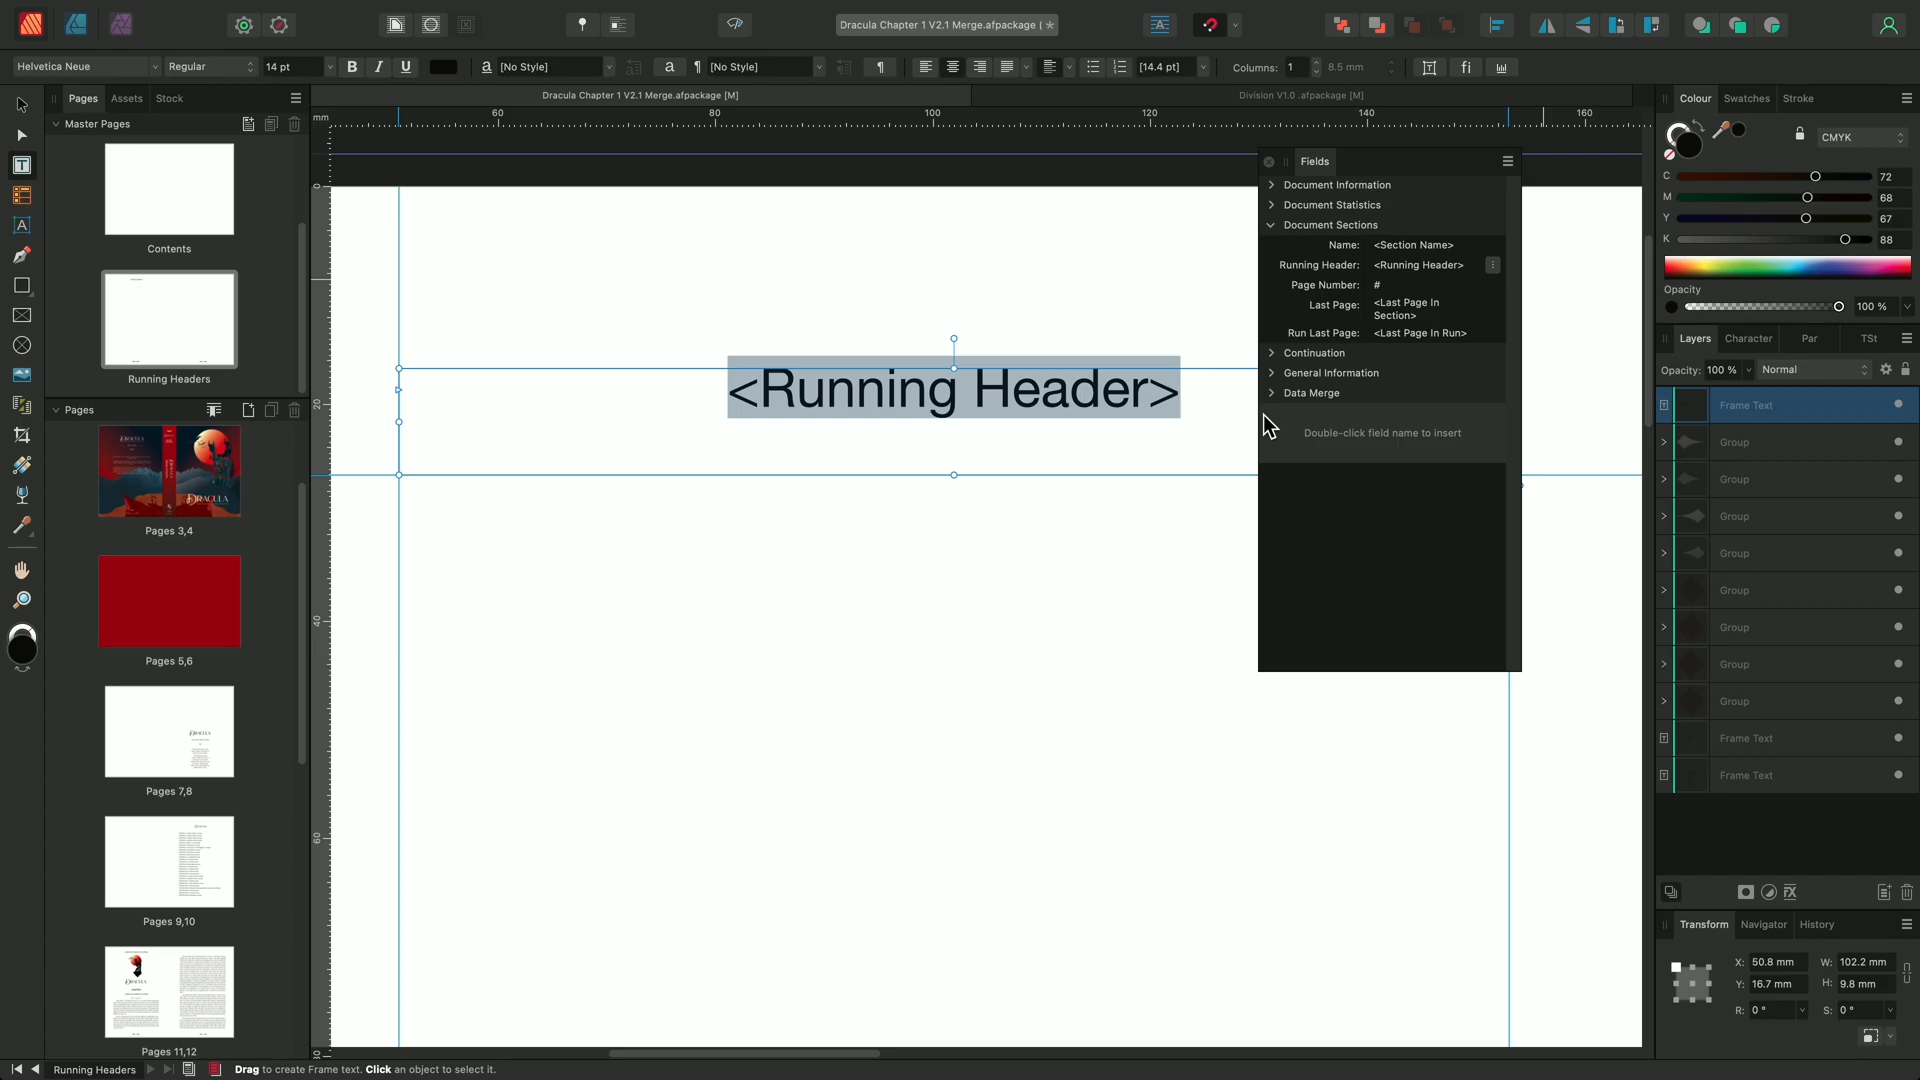 Dracula Chapter 1 V2.1 Merge.afpackage ( *
Helvetica Neue Regular 14 pt B I U a [No Style] a ¶ [No Style] ¶ [14.4 pt] Columns: 1 8.5 mm fi
Pages Assets Stock
Dracula Chapter 1 V2.1 Merge.afpackage [M] Division V1.0 .afpackage [M]
Colour Swatches Stroke
Master Pages
mm 60 80 100 120 140 160
CMYK
C 72
M 68
Y 67
K 88
Opacity
100 %
Contents
Running Headers
Fields
Document Information
Document Statistics
Document Sections
Name: <Section Name>
Running Header: <Running Header>
Page Number: #
Last Page: <Last Page In
Section>
Run Last Page: <Last Page In Run>
Continuation
General Information
Data Merge
Double-click field name to insert
<Running Header>
0
20
40
60
80
Layers Character Par TSt
Opacity: 100 % Normal
Frame Text
Group
Group
Group
Group
Group
Group
Group
Group
Frame Text
Frame Text
Pages
DRACULA
DRACULA
Pages 3,4
Pages 5,6
DRACULA
Pages 7,8
Pages 9,10
DRACULA
Pages 11,12
Transform Navigator History
X: 50.8 mm W: 102.2 mm
Y: 16.7 mm H: 9.8 mm
R: 0 ° S: 0 °
Running Headers Drag to create Frame text. Click an object to select it.